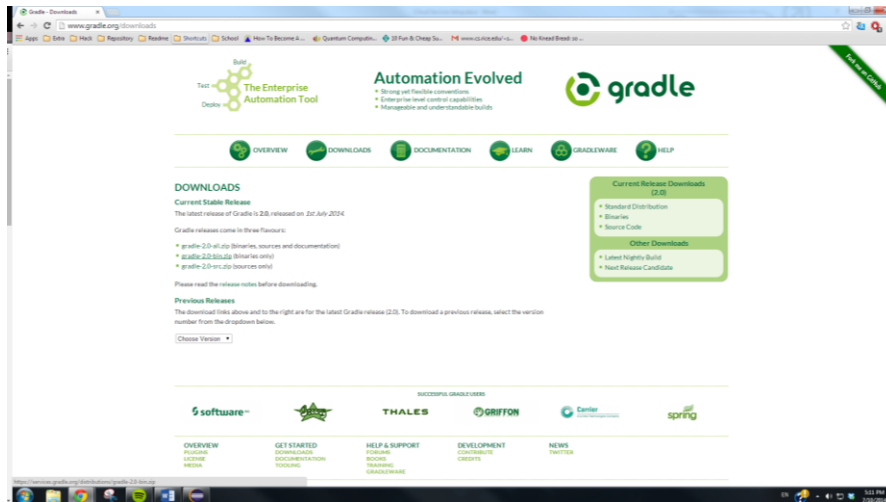 Gradle - Downloads
www.gradle.org/downloads
Apps Extra Hack Repository Readme Shortcuts School How To Become A ... Quantum Computin... 10 Fun & Cheap Su... No Knead Bread: so ...
Build
Test
Deploy
The Enterprise
Automation Tool
Automation Evolved
Strong yet flexible conventions
Enterprise level control capabilities
Manageable and understandable builds
gradle
Fork me on GitHub
OVERVIEW DOWNLOADS DOCUMENTATION LEARN GRADLEWARE HELP
DOWNLOADS
Current Stable Release
The latest release of Gradle is 2.0, released on 1st July 2014.
Gradle releases come in three flavours:
gradle-2.0-all.zip (binaries, sources and documentation)
gradle-2.0-bin.zip (binaries only)
gradle-2.0-src.zip (sources only)
Please read the release notes before downloading.
Previous Releases
The download links above and to the right are for the latest Gradle release (2.0). To download a previous release, select the version
number from the dropdown below.
Choose Version
Current Release Downloads
(2.0)
Standard Distribution
Binaries
Source Code
Other Downloads
Latest Nightly Build
Next Release Candidate
SUCCESSFUL GRADLE USERS
software THALES GRIFFON Carrier spring
OVERVIEW
PLUGINS
LICENSE
MEDIA
GET STARTED
DOWNLOADS
DOCUMENTATION
TOOLING
HELP & SUPPORT
FORUMS
BOOKS
TRAINING
GRADLEWARE
DEVELOPMENT
CONTRIBUTE
CREDITS
NEWS
TWITTER
https://services.gradle.org/distributions/gradle-2.0-bin.zip
EN
5:11 PM